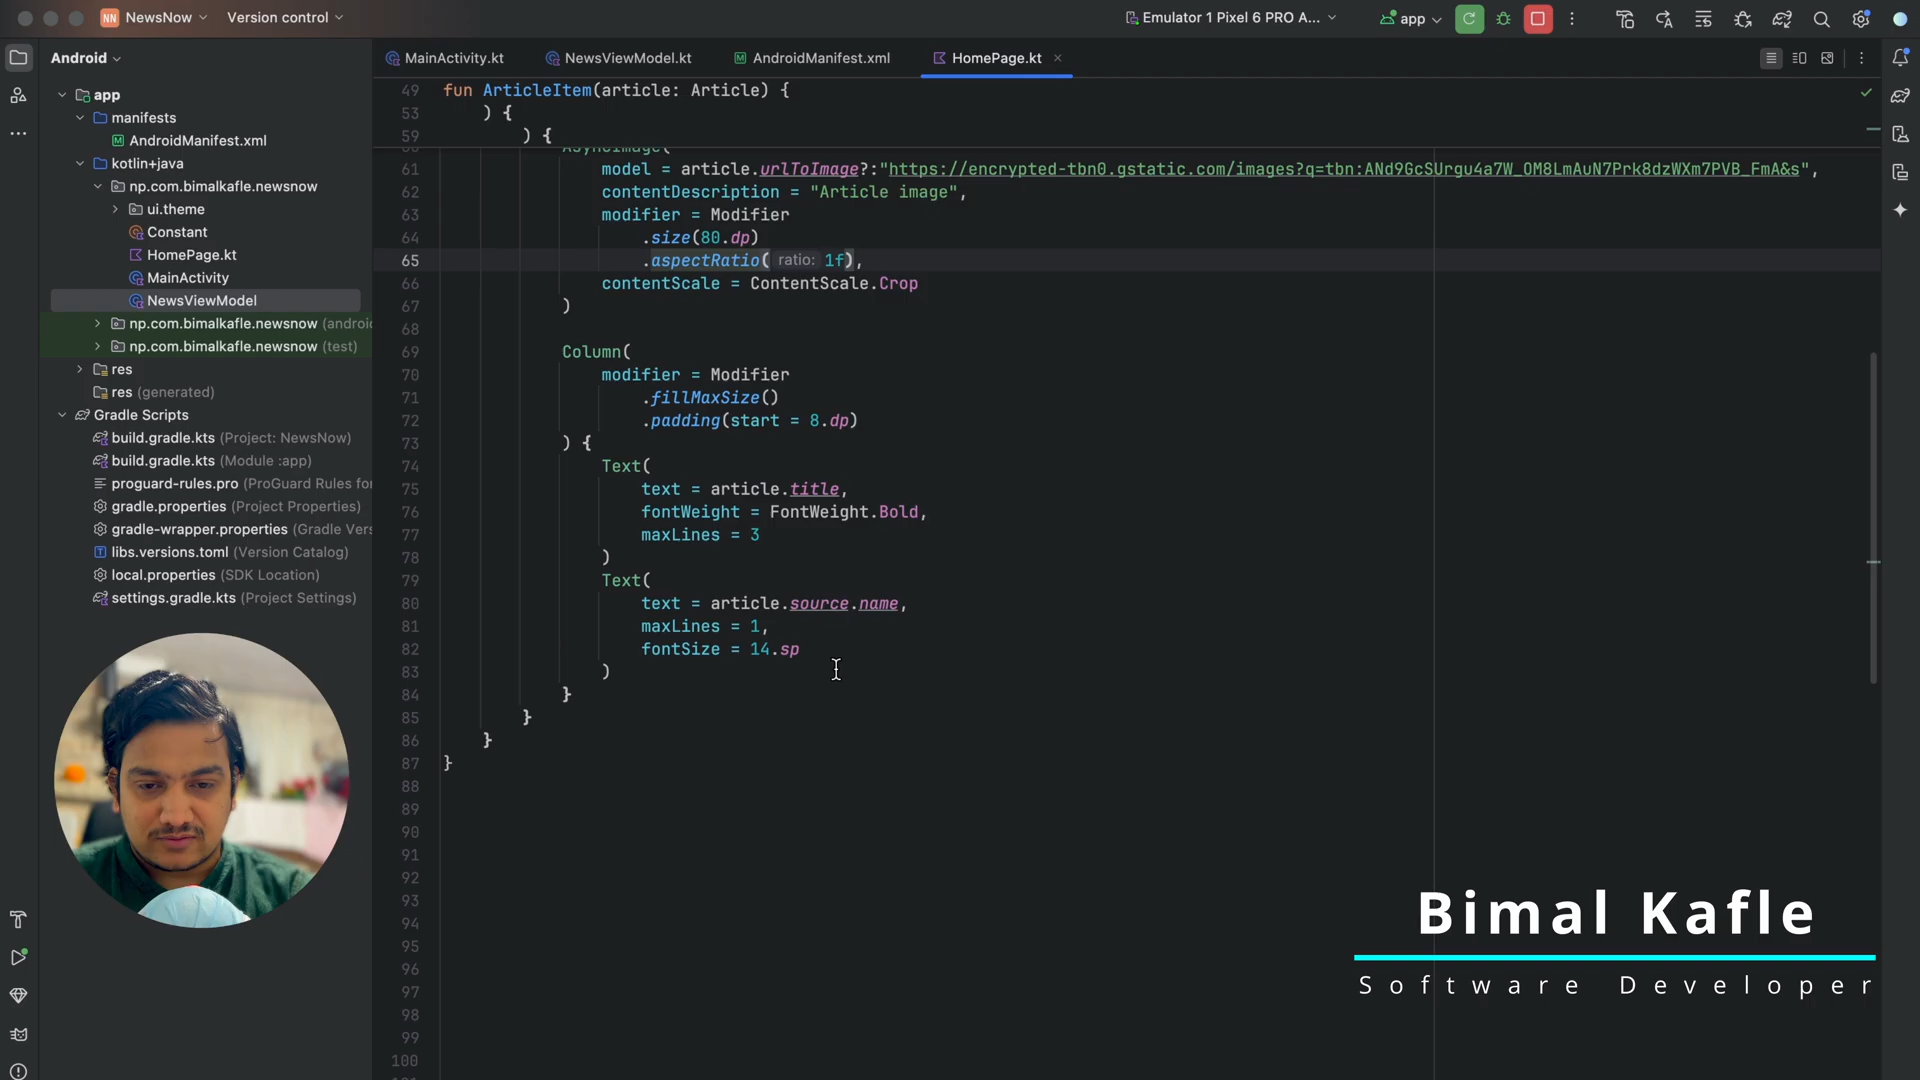 NN NewsNow Version control Emulator 1 Pixel 6 PRO A... app
Android MainActivity.kt NewsViewModel.kt AndroidManifest.xml HomePage.kt
app
manifests
AndroidManifest.xml
kotlin+java
np.com.bimalkafle.newsnow
ui.theme
Constant
HomePage.kt
MainActivity
NewsViewModel
np.com.bimalkafle.newsnow (androi
np.com.bimalkafle.newsnow (test)
res
res (generated)
Gradle Scripts
build.gradle.kts (Project: NewsNow)
build.gradle.kts (Module :app)
proguard-rules.pro (ProGuard Rules for
gradle.properties (Project Properties)
gradle-wrapper.properties (Gradle Vers
libs.versions.toml (Version Catalog)
local.properties (SDK Location)
settings.gradle.kts (Project Settings)
49 fun ArticleItem(article: Article) {
53 ) {
59 ) {
AsyncImage(
61 model = article.urlToImage?:"https://encrypted-tbn0.gstatic.com/images?q=tbn:ANd9GcSUrgu4a7W_OM8LmAuN7Prk8dzWXm7PVB_FmA&s",
62 contentDescription = "Article image",
63 modifier = Modifier
64 .size(80.dp)
65 .aspectRatio( ratio: 1f),
66 contentScale = ContentScale.Crop
67 )
68
69 Column(
70 modifier = Modifier
71 .fillMaxSize()
72 .padding(start = 8.dp)
73 ) {
74 Text(
75 text = article.title,
76 fontWeight = FontWeight.Bold,
77 maxLines = 3
78 )
79 Text(
80 text = article.source.name,
81 maxLines = 1,
82 fontSize = 14.sp
83 )
84 }
85 }
86 }
87 }
88
89
90
91
92
93
94
95
96
97
98
99
100
Bimal Kafle
Software Developer